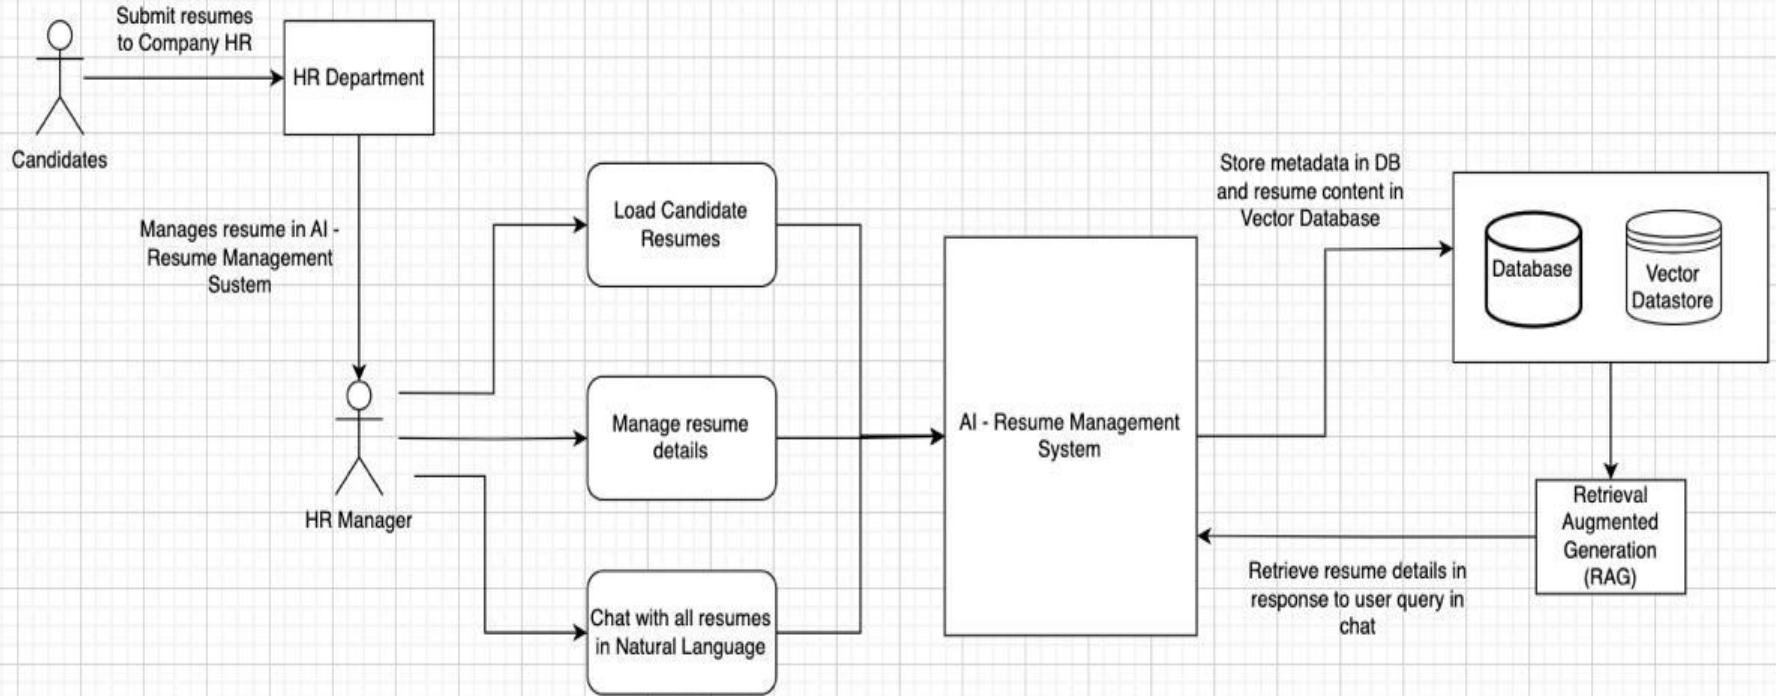 Submit resumes
to Company HR
HR Department
Candidates
Manages resume in AI -
Resume Management
Sustem
HR Manager
Load Candidate
Resumes
Manage resume
details
Chat with all resumes
in Natural Language
AI - Resume Management
System
Store metadata in DB
and resume content in
Vector Database
Database
Vector
Datastore
Retrieval
Augmented
Generation
(RAG)
Retrieve resume details in
response to user query in
chat